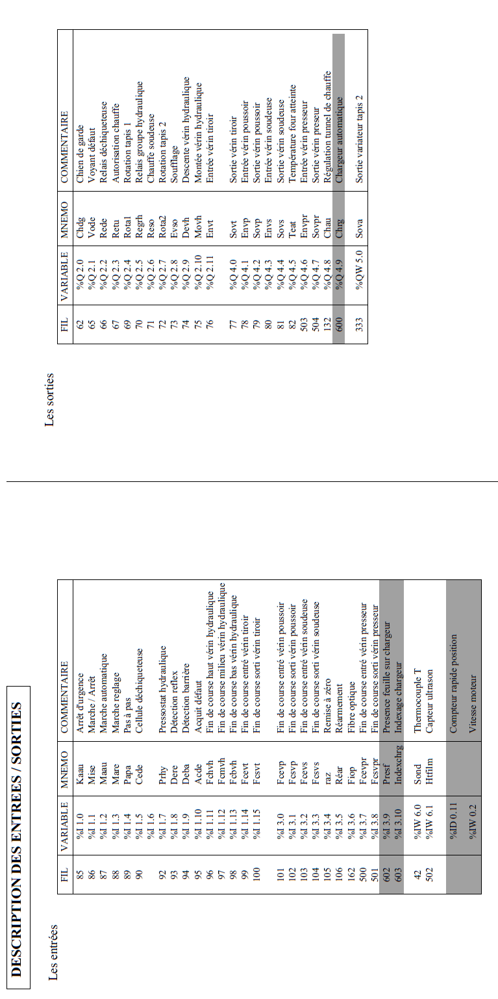 DESCRIPTION DES ENTREES / SORTIES
Les entrées
FIL VARIABLE MNEMO COMMENTAIRE
85 %I 1.0 Kaau Arrêt d'urgence
86 %I 1.1 Mise Marche / Arrêt
87 %I 1.2 Maau Marche automatique
88 %I 1.3 Mare Marche reglage
89 %I 1.4 Papa Pas à pas
90 %I 1.5 Cede Cellule déchiqueteuse
%I 1.6
92 %I 1.7 Prhy Pressostat hydraulique
93 %I 1.8 Dere Détection reflex
94 %I 1.9 Deba Détection barrière
95 %I 1.10 Acde Acquit défaut
96 %I 1.11 Fchvh Fin de course haut vérin hydraulique
97 %I 1.12 Fcmvh Fin de course milieu vérin hydraulique
98 %I 1.13 Fcbvh Fin de course bas vérin hydraulique
99 %I 1.14 Fcevt Fin de course entré vérin tiroir
100 %I 1.15 Fcsvt Fin de course sorti vérin tiroir
101 %I 3.0 Fcevp Fin de course entré vérin poussoir
102 %I 3.1 Fcsvp Fin de course sorti vérin poussoir
103 %I 3.2 Fcevs Fin de course entré vérin soudeuse
104 %I 3.3 Fcsvs Fin de course sorti vérin soudeuse
105 %I 3.4 raz Remise à zéro
106 %I 3.5 Réar Réarmement
162 %I 3.6 Fiop Fibre optique
500 %I 3.7 Fcevpr Fin de course entré vérin presseur
501 %I 3.8 Fcsvpr Fin de course sorti vérin presseur
602 %I 3.9 Presf Presence feuille sur chargeur
603 %I 3.10 Indexchrg Indexage chargeur
42 %IW 6.0 Sond Thermocouple T
502 %IW 6.1 Htfilm Capteur ultrason
%ID 0.11 Compteur rapide position
%IW 0.2 Vitesse moteur
Les sorties
FIL VARIABLE MNEMO COMMENTAIRE
62 %Q 2.0 Chdg Chien de garde
65 %Q 2.1 Vode Voyant défaut
66 %Q 2.2 Rede Relais déchiqueteuse
67 %Q 2.3 Retu Autorisation chauffe
69 %Q 2.4 Rota1 Rotation tapis 1
70 %Q 2.5 Regrh Relais groupe hydraulique
71 %Q 2.6 Reso Chauffe soudeuse
72 %Q 2.7 Rota2 Rotation tapis 2
73 %Q 2.8 Evso Soufflage
74 %Q 2.9 Devh Descente vérin hydraulique
75 %Q 2.10 Movh Montée vérin hydraulique
76 %Q 2.11 Envt Entrée vérin tiroir
77 %Q 4.0 Sovt Sortie vérin tiroir
78 %Q 4.1 Envp Entrée vérin poussoir
79 %Q 4.2 Sovp Sortie vérin poussoir
80 %Q 4.3 Envs Entrée vérin soudeuse
81 %Q 4.4 Sovs Sortie vérin soudeuse
82 %Q 4.5 Teat Température four atteinte
503 %Q 4.6 Envpr Entrée vérin presseur
504 %Q 4.7 Sovpr Sortie vérin preseur
132 %Q 4.8 Chau Régulation tunnel de chauffe
600 %Q 4.9 Chrg Chargeur automatique
333 %QW 5.0 Sova Sortie variateur tapis 2